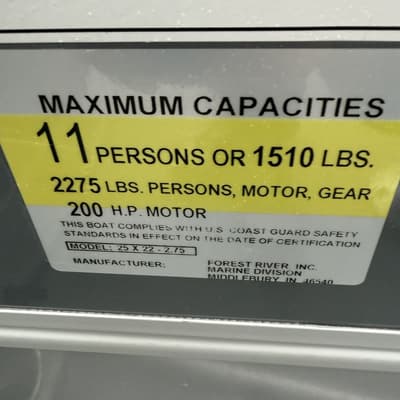 MAXIMUM CAPACITIES
11 PERSONS OR 1510 LBS.
2275 LBS. PERSONS, MOTOR, GEAR
200 H.P. MOTOR
THIS BOAT COMPLIES WITH U.S. COAST GUARD SAFETY
STANDARDS IN EFFECT ON THE DATE OF CERTIFICATION
MODEL: 25 X 22 - 2.75
MANUFACTURER: FOREST RIVER, INC.
MARINE DIVISION
MIDDLEBURY, IN. 46540